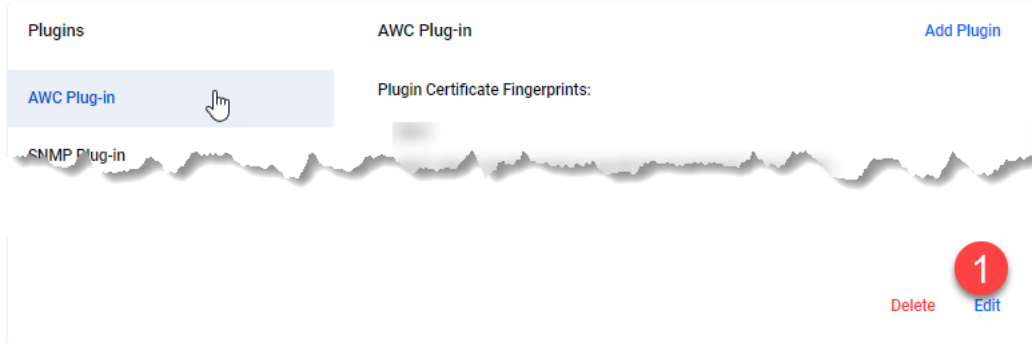 Plugins
AWC Plug-in
Add Plugin
AWC Plug-in
Plugin Certificate Fingerprints:
SNMP Plug-in
1
Delete
Edit